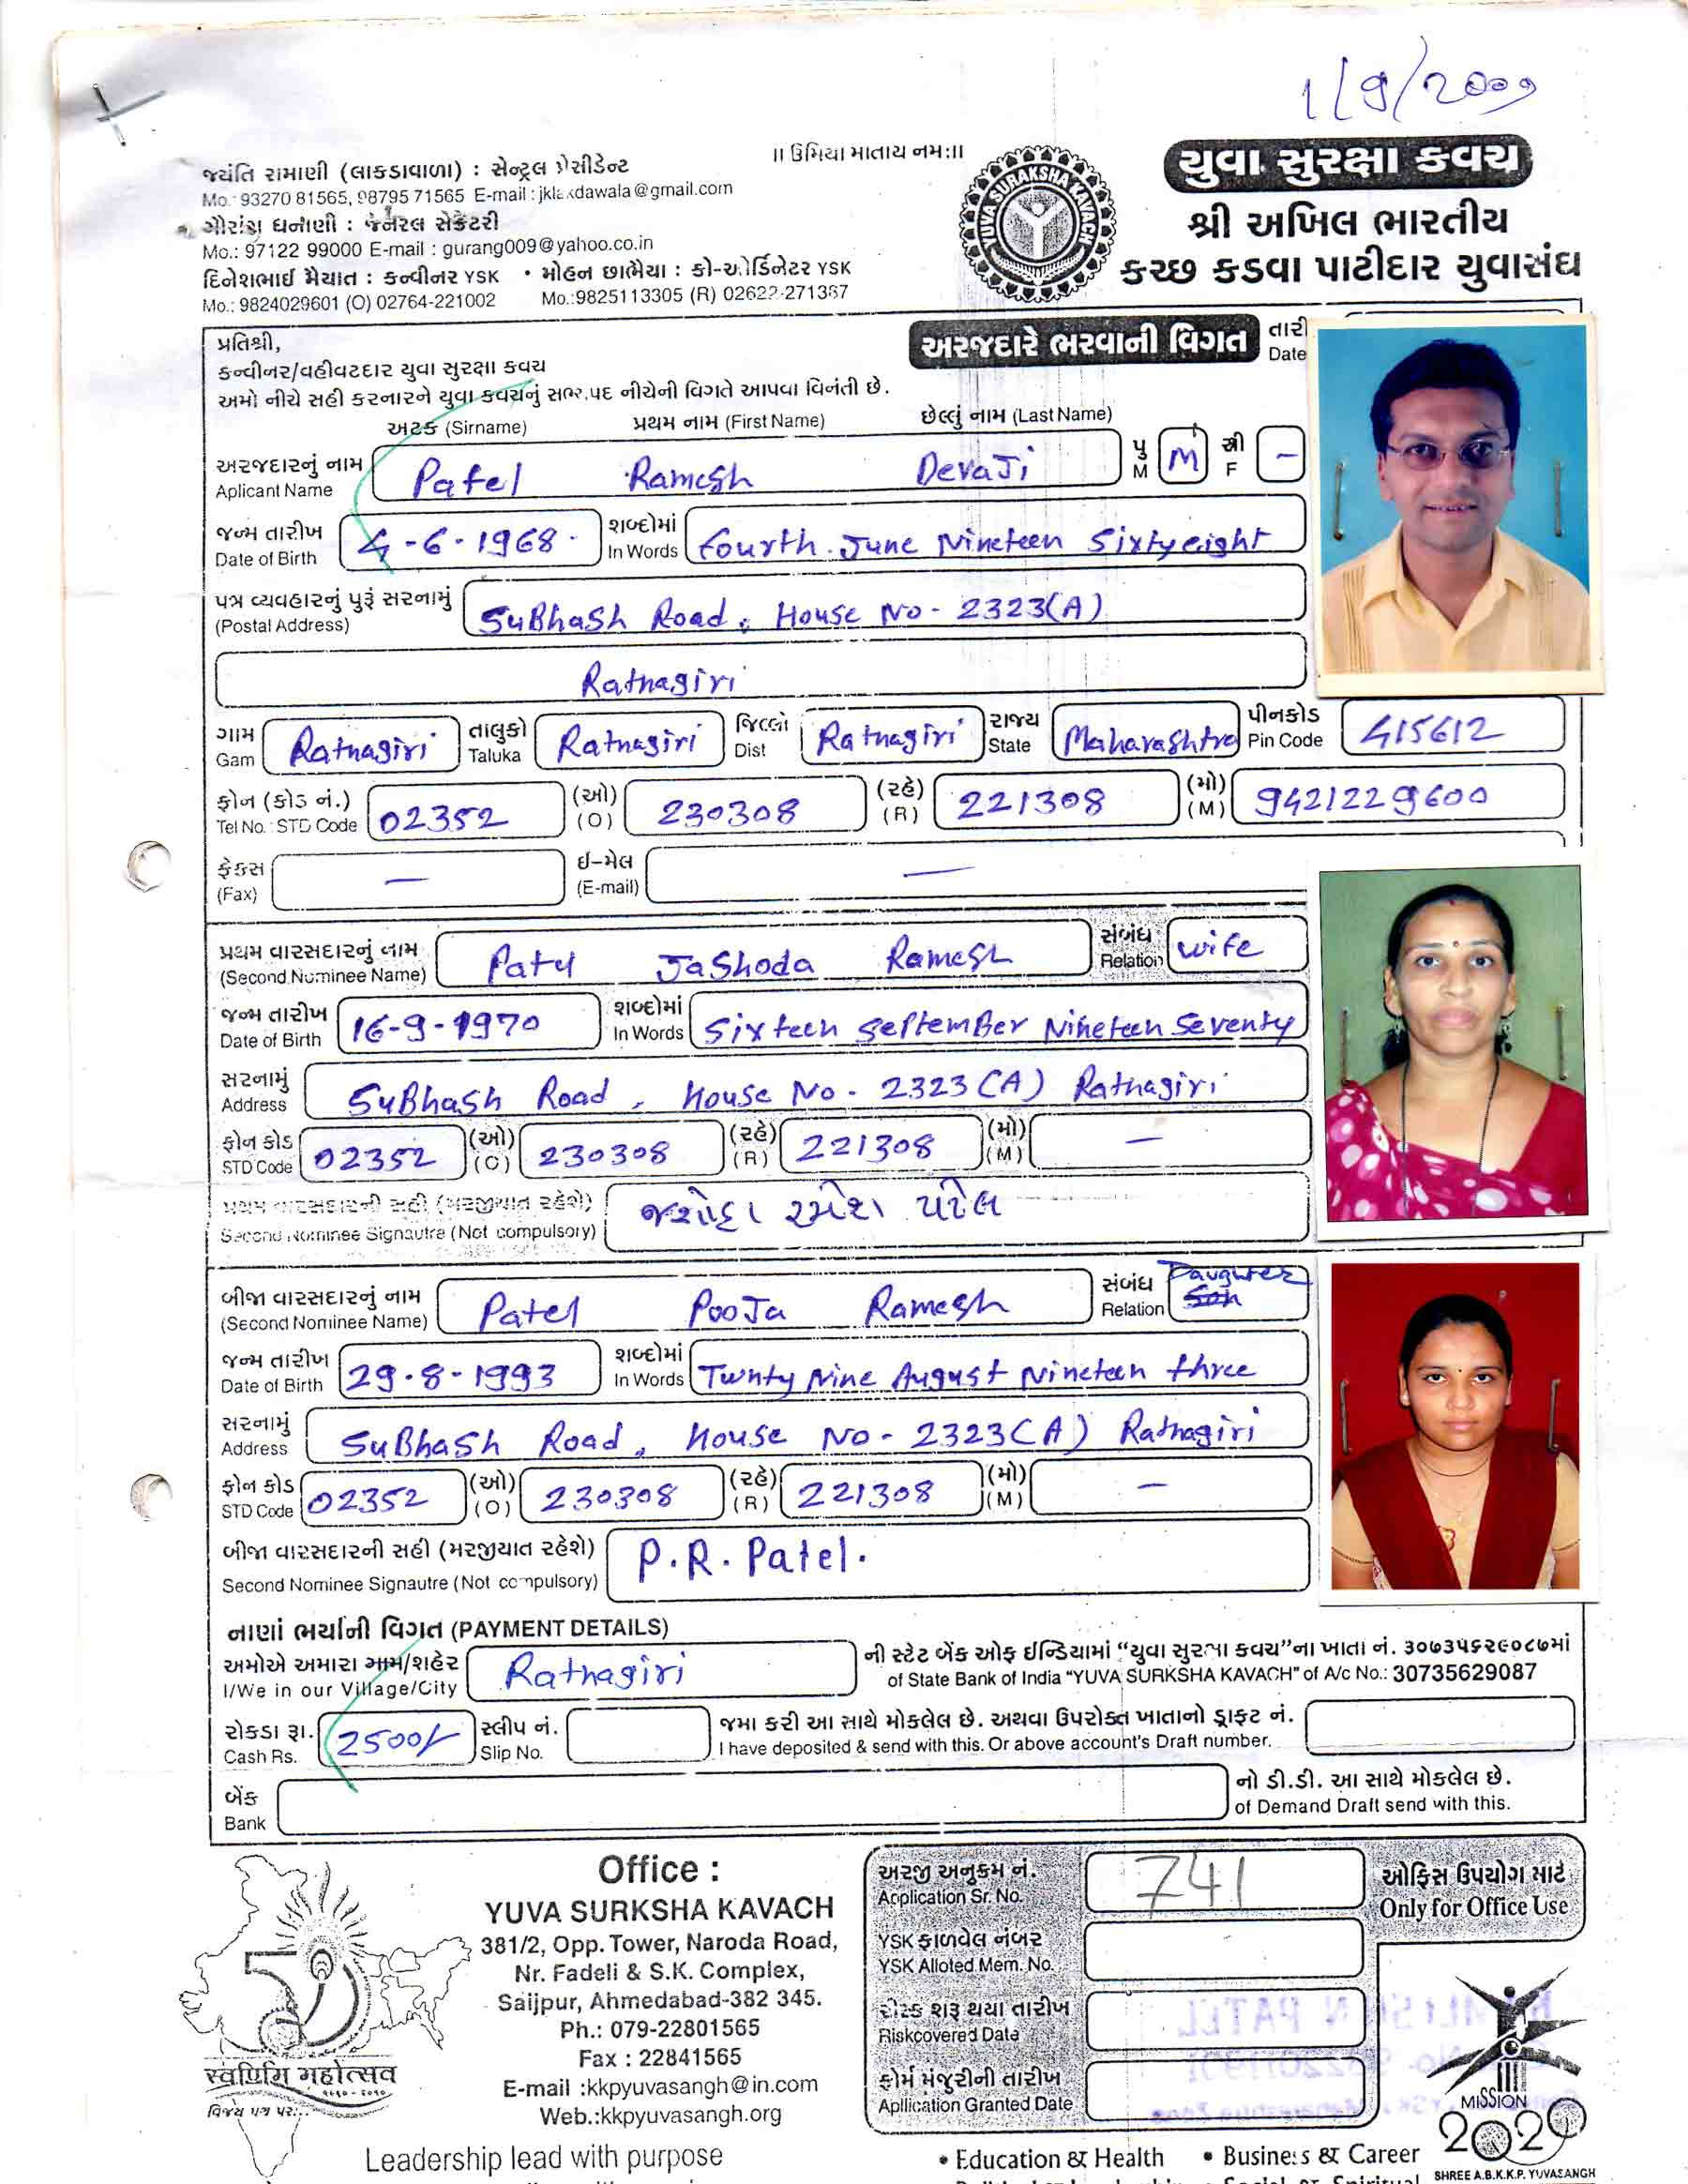 1/9/2009
જયંતિ રામાણી (લાકડાવાળા) : સેન્ટ્રલ પ્રેસીડેન્ટ
Mo.: 93270 81565, 98795 71565 E-mail : jklakdawala@gmail.com
ગૌરાંગ ધનાણી : જનરલ સેક્રેટરી
Mo.: 97122 99000 E-mail : gurang009@yahoo.co.in
દિનેશભાઈ મૈયાત : કન્વીનર YSK • મોહન છાભૈયા : કો-ઓર્ડિનેટર YSK
Mo.: 9824029601 (O) 02764-221002 Mo.:9825113305 (R) 02622-271387
॥ ઉમિયા માતાય નમઃ॥
YUVA SURAKSHA KAVACH
યુવા સુરક્ષા કવચ
શ્રી અખિલ ભારતીય
કચ્છ કડવા પાટીદાર યુવાસંઘ
પ્રતિશ્રી,
કન્વીનર/વહીવટદાર યુવા સુરક્ષા કવચ
અમો નીચે સહી કરનારને યુવા કવચનું સભ્યપદ નીચેની વિગતે આપવા વિનંતી છે.
અરજદારે ભરવાની વિગત
Date
અટક (Sirname) પ્રથમ નામ (First Name) છેલ્લું નામ (Last Name)
અરજદારનું નામ Patel Ramesh DevaJi પુ M સ્ત્રી –
Aplicant Name M F
જન્મ તારીખ 4-6-1968 શબ્દોમાં Fourth June Nineteen Sixtyeight
Date of Birth In Words
પત્ર વ્યવહારનું પુરૂં સરનામું SuBhash Road, House No - 2323(A)
(Postal Address)
Ratnagiri
ગામ Ratnagiri તાલુકો Ratnagiri જિલ્લો Ratnagiri રાજ્ય Maharashtra પીનકોડ 415612
Gam Taluka Dist State Pin Code
ફોન (કોડ નં.) 02352 (ઓ) 230308 (રહે) 221308 (મો) 9421229600
Tel No. : STD Code (O) (R) (M)
ફેકસ — ઈ-મેલ —
(Fax) (E-mail)
પ્રથમ વારસદારનું નામ Patel JaShoda Ramesh સંબંધ wife
(Second Nominee Name) Relation
જન્મ તારીખ 16-9-1970 શબ્દોમાં Sixteen SePtemBer Nineteen Seventy
Date of Birth In Words
સરનામું SuBhash Road, House No - 2323(A) Ratnagiri
Address
ફોન કોડ 02352 (ઓ) 230308 (રહે) 221308 (મો) —
STD Code (O) (R) (M)
પ્રથમ વારસદારની સહી (મરજીયાત રહેશે) જશોદા રમેશ પટેલ
Second Nominee Signautre (Not compulsory)
બીજા વારસદારનું નામ Patel PooJa Ramesh સંબંધ Daughter Son
(Second Nominee Name) Relation
જન્મ તારીખ 29-8-1993 શબ્દોમાં Twnty Nine August Nineteen three
Date of Birth In Words
સરનામું SuBhash Road, House No - 2323(A) Ratnagiri
Address
ફોન કોડ 02352 (ઓ) 230308 (રહે) 221308 (મો) —
STD Code (O) (R) (M)
બીજા વારસદારની સહી (મરજીયાત રહેશે) P.R. Patel.
Second Nominee Signautre (Not compulsory)
નાણાં ભર્યાની વિગત (PAYMENT DETAILS)
અમોએ અમારા ગામ/શહેર Ratnagiri ની સ્ટેટ બેંક ઓફ ઈન્ડિયામાં “યુવા સુરક્ષા કવચ”ના ખાતા નં. ૩૦૭૩૫૬૨૯૦૮૭માં
I/We in our Village/City of State Bank of India “YUVA SURKSHA KAVACH” of A/c No.: 30735629087
રોકડા રૂા. 2500/- સ્લીપ નં. જમા કરી આ સાથે મોકલેલ છે. અથવા ઉપરોક્ત ખાતાનો ડ્રાફટ નં.
Cash Rs. Slip No. I have deposited & send with this. Or above account's Draft number.
બેંક નો ડી.ડી. આ સાથે મોકલેલ છે.
Bank of Demand Draft send with this.
Office :
YUVA SURKSHA KAVACH
381/2, Opp. Tower, Naroda Road,
Nr. Fadeli & S.K. Complex,
Saijpur, Ahmedabad-382 345.
Ph.: 079-22801565
Fax : 22841565
E-mail :kkpyuvasangh@in.com
Web.:kkpyuvasangh.org
स्वर्णिम महोत्सव
અરજી અનુક્રમ નં. 741
Application Sr. No.
YSK ફાળવેલ નંબર
YSK Alloted Mem. No.
રીસ્ક શરૂ થયા તારીખ
Riskcovered Date
ફોર્મ મંજુરીની તારીખ
Apllication Granted Date
ઓફિસ ઉપયોગ માટે
Only for Office Use
MISSION
2020
SHREE A.B.K.K.P. YUVASANGH
Leadership lead with purpose
• Education & Health • Business & Career